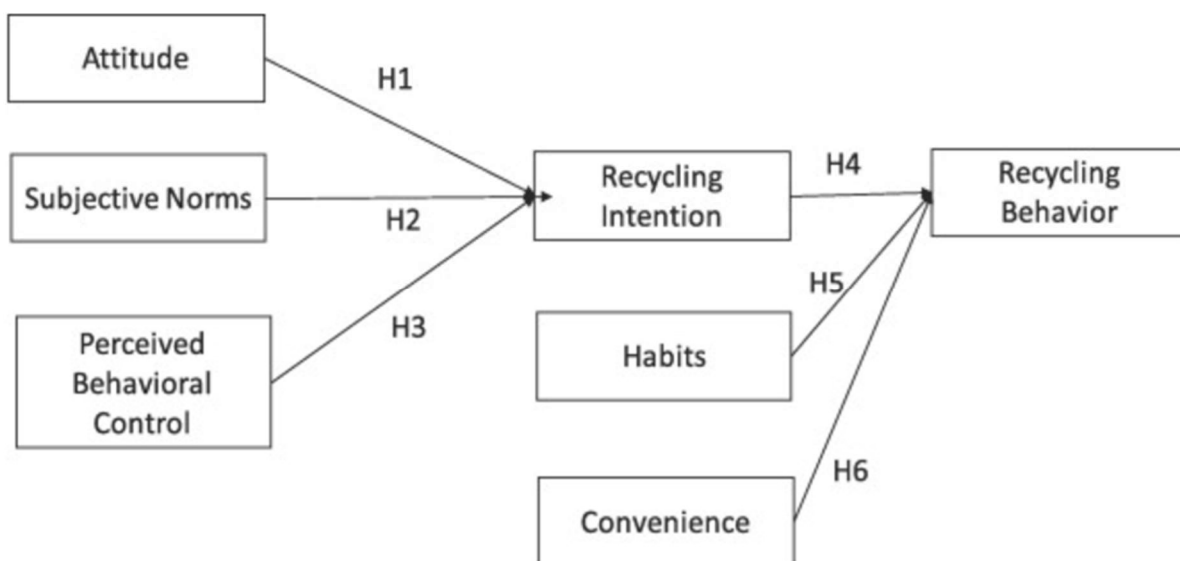 Attitude
H1
Subjective Norms
H2
Perceived
Behavioral
Control
H3
Recycling
Intention
H4
Recycling
Behavior
Habits
H5
Convenience
H6